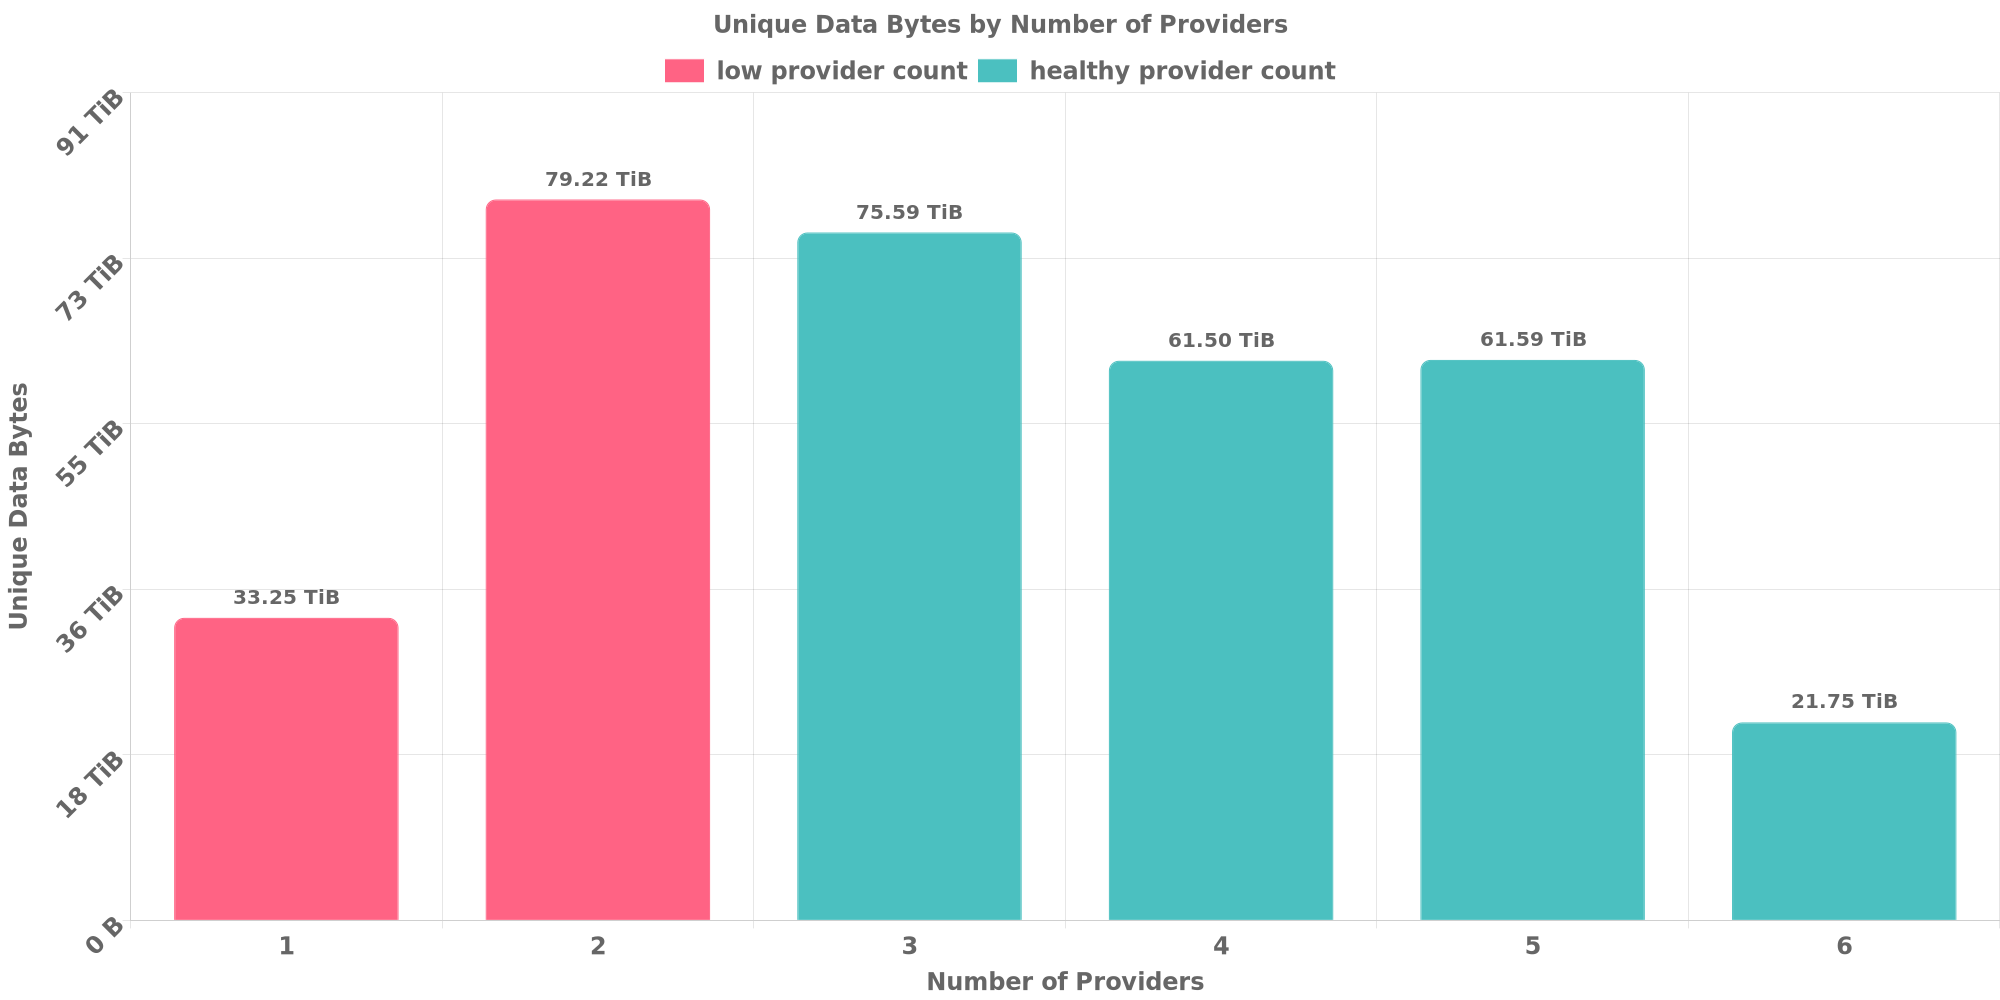 Unique Data Bytes by Number of Providers
low provider count healthy provider count
91 TiB
73 TiB
55 TiB
36 TiB
18 TiB
0 B
Unique Data Bytes
33.25 TiB
79.22 TiB
75.59 TiB
61.50 TiB
61.59 TiB
21.75 TiB
1 2 3 4 5 6
Number of Providers